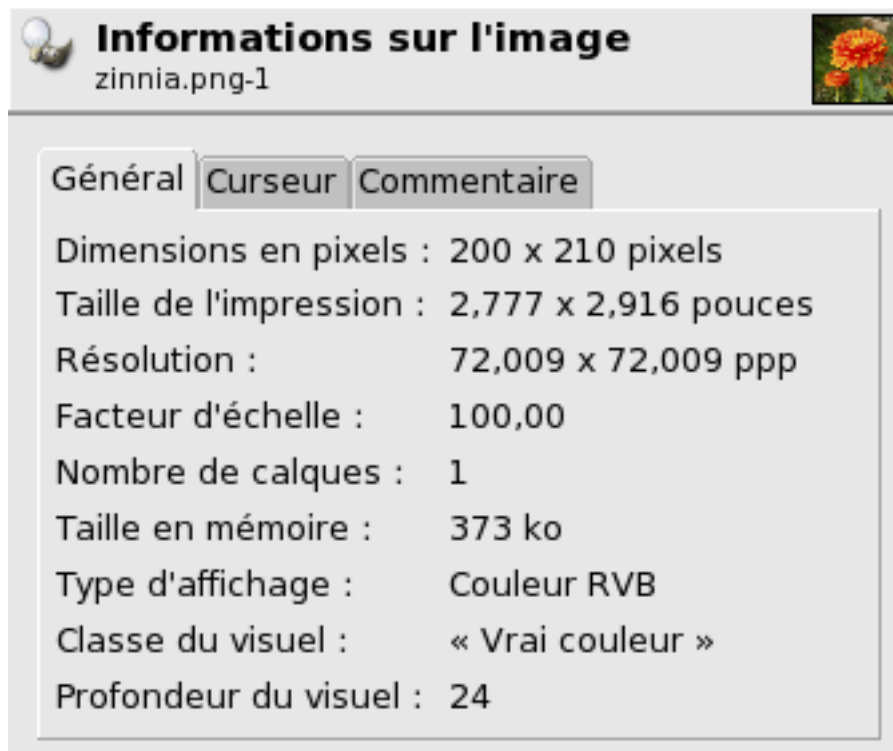 Informations sur l'image
zinnia.png-1
Général Curseur Commentaire
Dimensions en pixels : 200 x 210 pixels
Taille de l'impression : 2,777 x 2,916 pouces
Résolution : 72,009 x 72,009 ppp
Facteur d'échelle : 100,00
Nombre de calques : 1
Taille en mémoire : 373 ko
Type d'affichage : Couleur RVB
Classe du visuel : « Vrai couleur »
Profondeur du visuel : 24